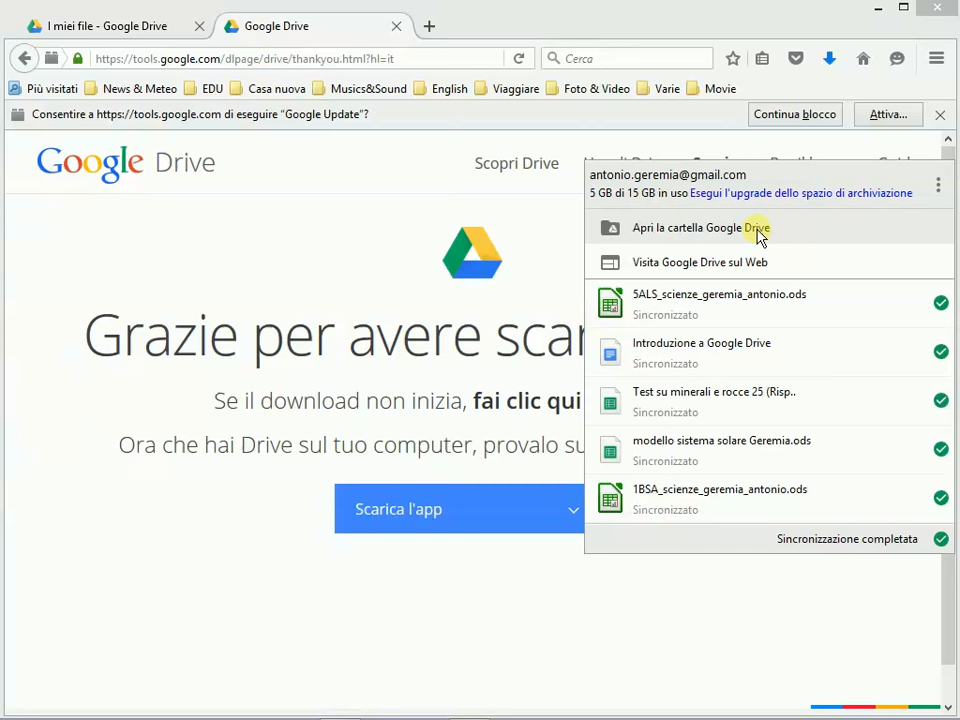 I miei file - Google Drive
Google Drive
https://tools.google.com/dlpage/drive/thankyou.html?hl=it
Cerca
Più visitati
News & Meteo
EDU
Casa nuova
Musics&Sound
English
Viaggiare
Foto & Video
Varie
Movie
Consentire a https://tools.google.com di eseguire "Google Update"?
Continua blocco
Attiva...
Google Drive
Scopri Drive
antonio.geremia@gmail.com
5 GB di 15 GB in uso Esegui l'upgrade dello spazio di archiviazione
Apri la cartella Google Drive
Visita Google Drive sul Web
5ALS_scienze_geremia_antonio.ods
Sincronizzato
Introduzione a Google Drive
Sincronizzato
Test su minerali e rocce 25 (Risp..
Sincronizzato
modello sistema solare Geremia.ods
Sincronizzato
1BSA_scienze_geremia_antonio.ods
Sincronizzato
Sincronizzazione completata
Grazie per avere scar
Se il download non inizia, fai clic qui
Ora che hai Drive sul tuo computer, provalo su
Scarica l'app